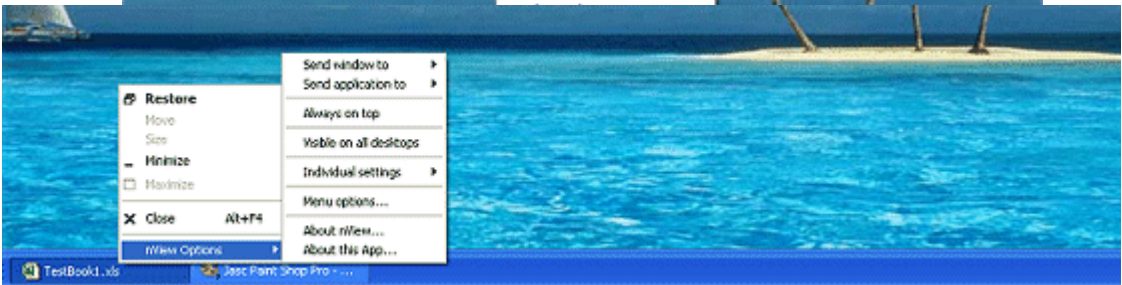 Restore
Move
Size
Minimize
Maximize
Close Alt+F4
nView Options
Send window to
Send application to
Always on top
Visible on all desktops
Individual settings
Menu options...
About nView...
About this App...
TestBook1.xls
Jasc Paint Shop Pro - ...